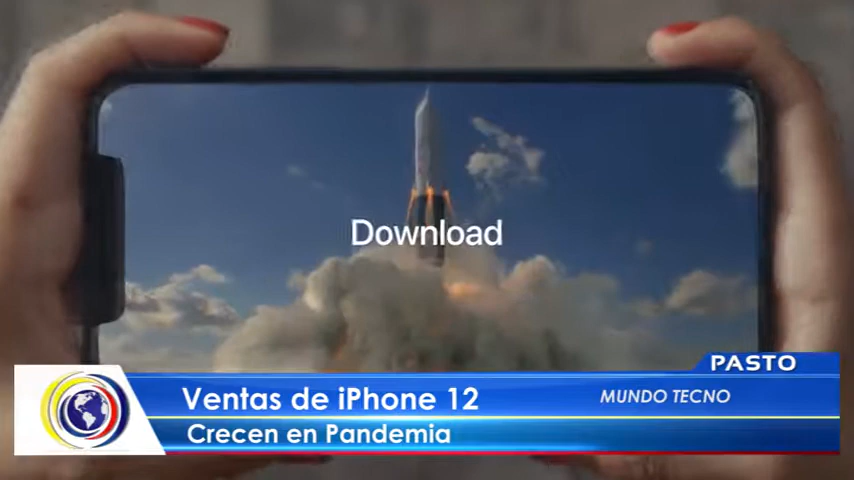 Download
PASTO
Ventas de iPhone 12
MUNDO TECNO
Crecen en Pandemia